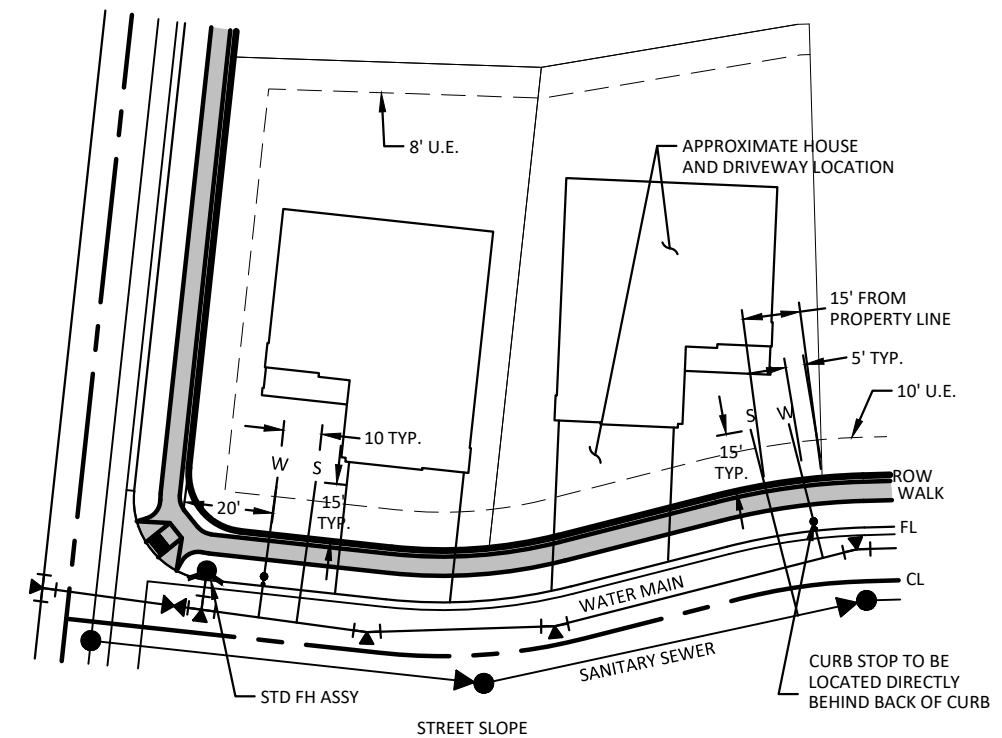 8' U.E.
APPROXIMATE HOUSE
AND DRIVEWAY LOCATION
15' FROM
PROPERTY LINE
5' TYP.
10' U.E.
S
W
15'
TYP.
10 TYP.
W
S
20'
15'
TYP.
ROW
WALK
FL
WATER MAIN
CL
SANITARY SEWER
CURB STOP TO BE
LOCATED DIRECTLY
BEHIND BACK OF CURB
STD FH ASSY
STREET SLOPE